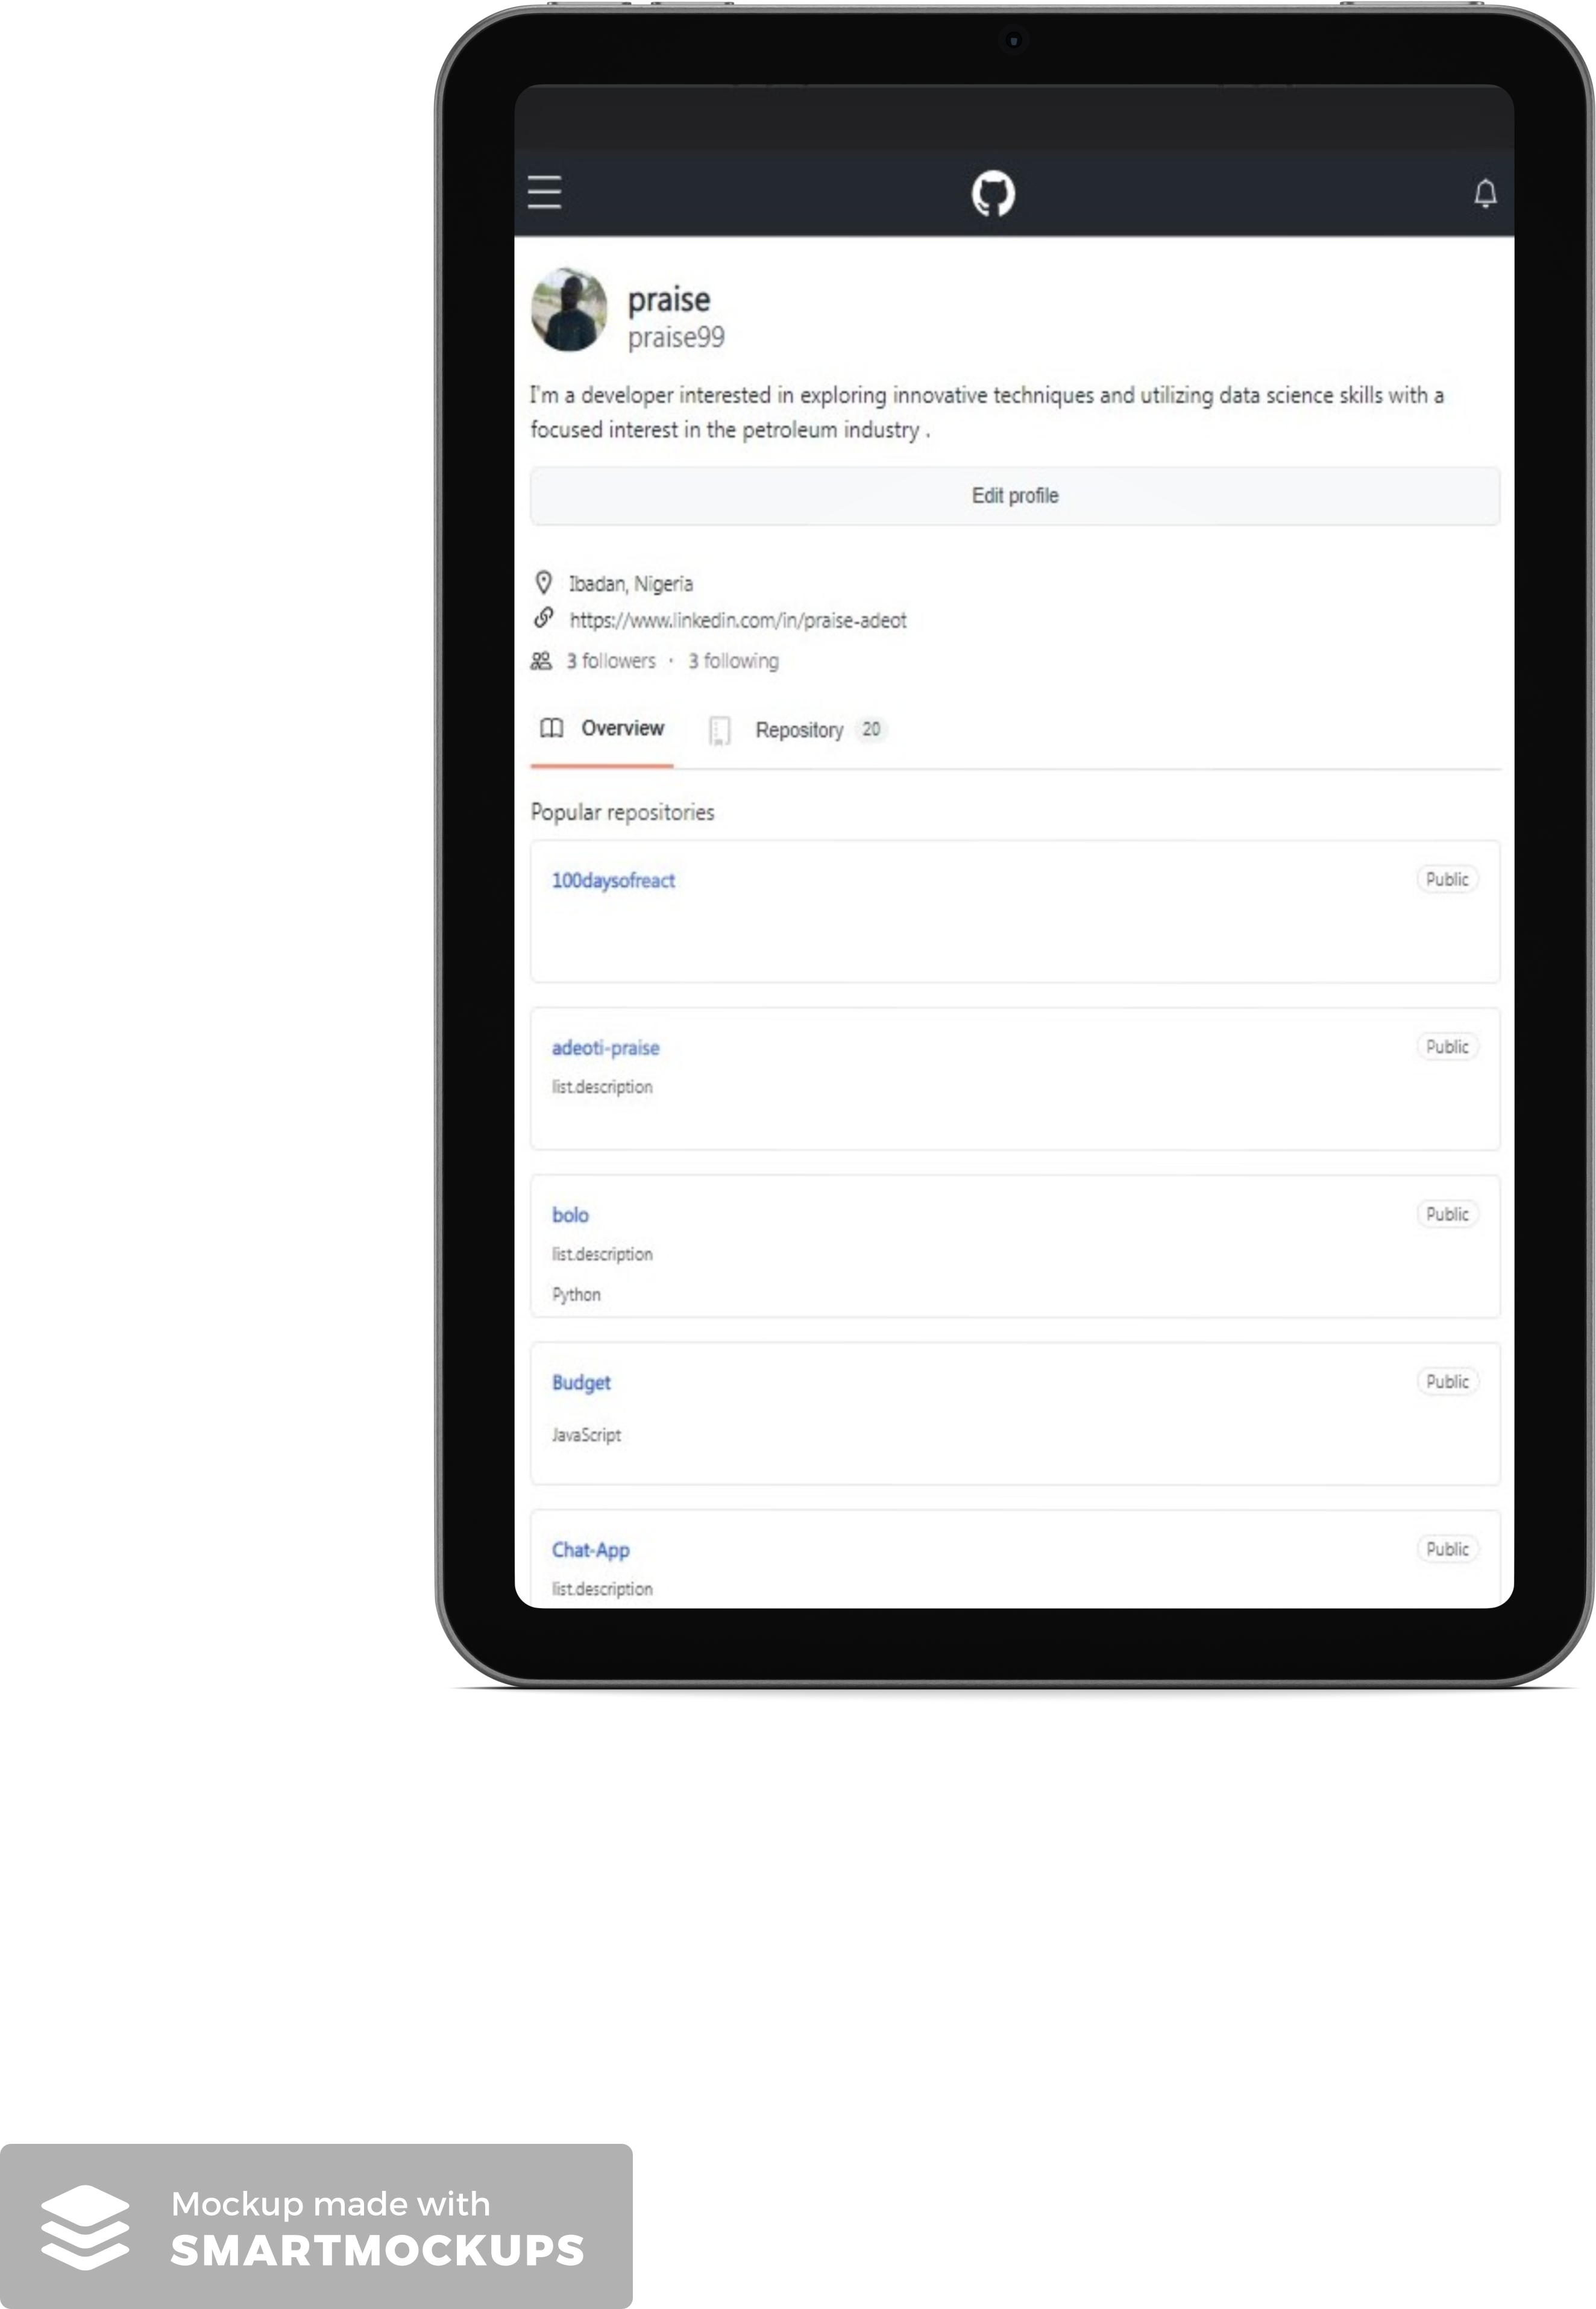 praise
praise99
I'm a developer interested in exploring innovative techniques and utilizing data science skills with a
focused interest in the petroleum industry .
Edit profile
Ibadan, Nigeria
https://www.linkedin.com/in/praise-adeot
3 followers · 3 following
Overview Repository 20
Popular repositories
100daysofreact Public
adeoti-praise Public
list.description
bolo Public
list.description
Python
Budget Public
JavaScript
Chat-App Public
list.description
Mockup made with
SMARTMOCKUPS